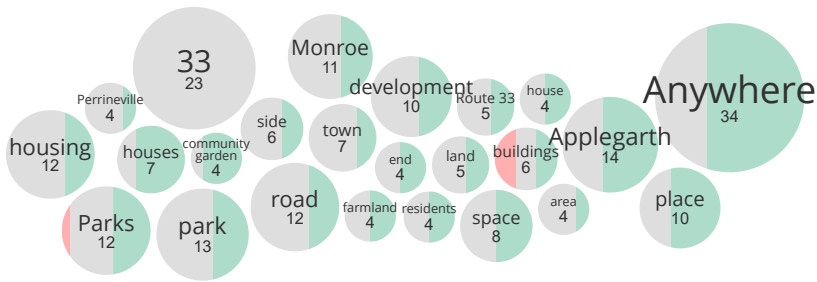 33
23
Monroe
11
Anywhere
34
development
10
Route 33
5
house
4
Perrineville
4
side
6
town
7
Applegarth
14
housing
12
houses
7
community
garden
4
end
4
land
5
buildings
6
road
12
place
10
Parks
12
park
13
farmland
4
residents
4
space
8
area
4